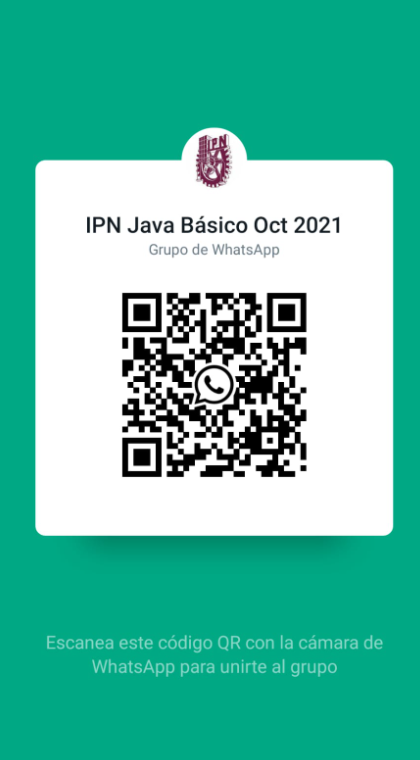 IPN
IPN Java Básico Oct 2021
Grupo de WhatsApp
Escanea este código QR con la cámara de
WhatsApp para unirte al grupo